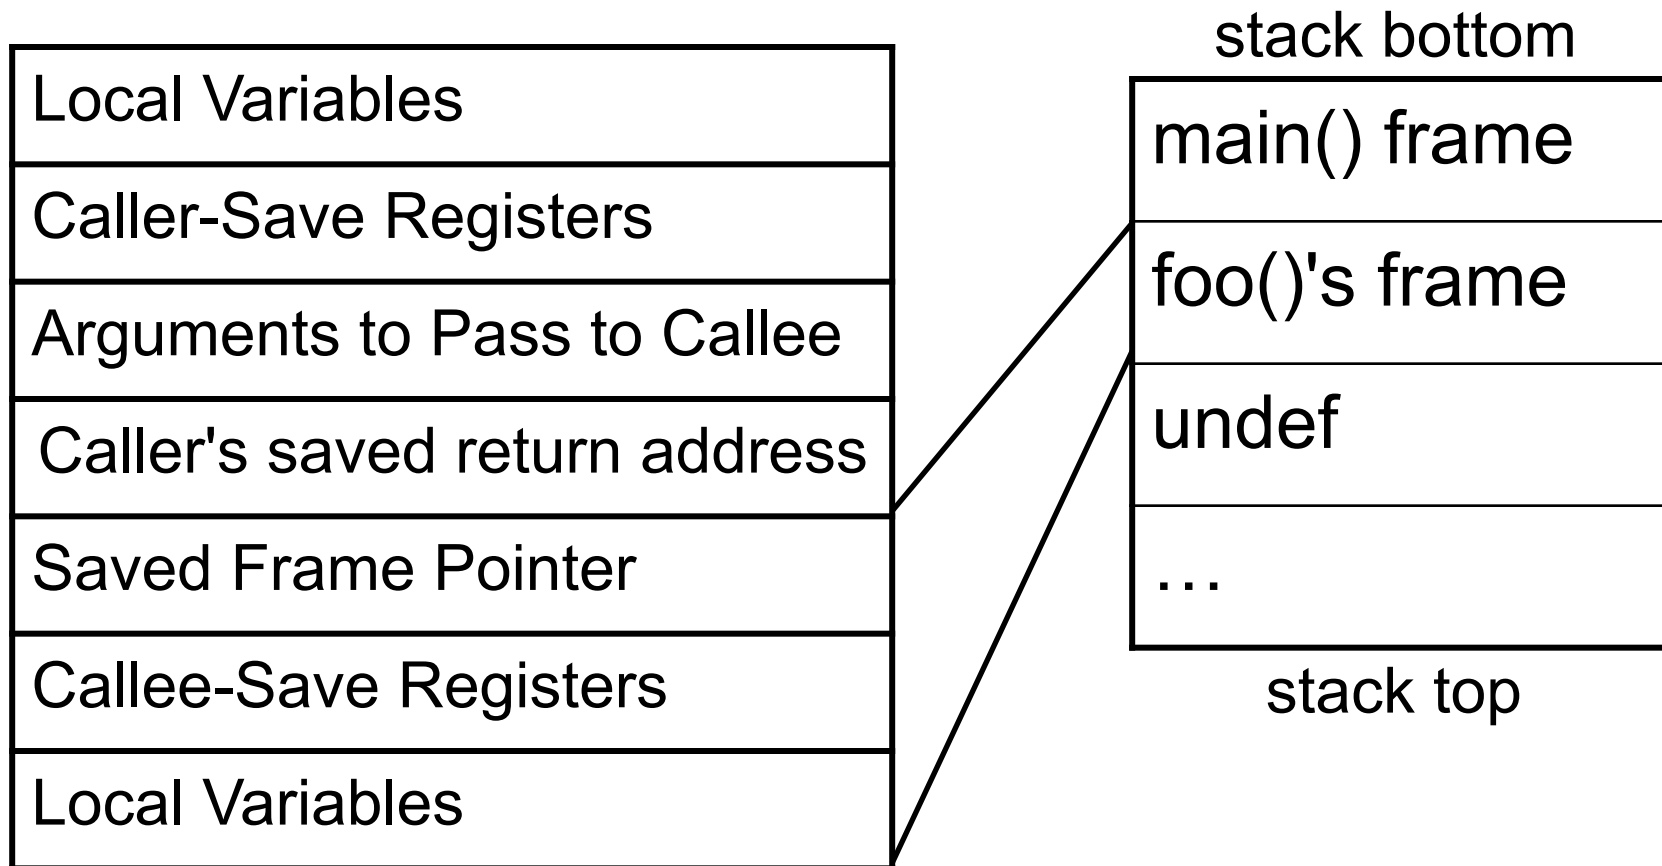 Local Variables
Caller-Save Registers
Arguments to Pass to Callee
Caller's saved return address
Saved Frame Pointer
Callee-Save Registers
Local Variables
stack bottom
main() frame
foo()'s frame
undef
…
stack top